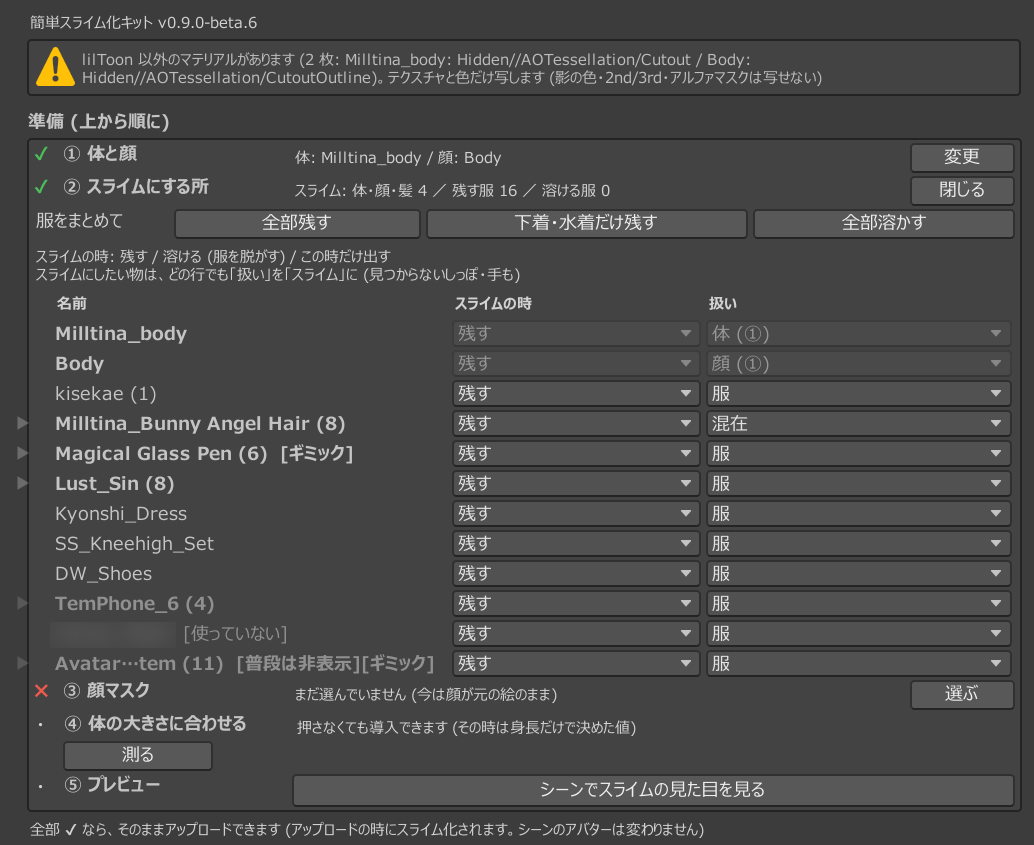 簡単スライム化キット v0.9.0-beta.6
lilToon 以外のマテリアルがあります (2 枚: Milltina_body: Hidden//AOTessellation/Cutout / Body:
Hidden//AOTessellation/CutoutOutline)。テクスチャと色だけ写します (影の色・2nd/3rd・アルファマスクは写せない)
準備 (上から順に)
✓ ① 体と顔 体: Milltina_body / 顔: Body 変更
✓ ② スライムにする所 スライム: 体・顔・髪 4 ／ 残す服 16 ／ 溶ける服 0 閉じる
服をまとめて 全部残す 下着・水着だけ残す 全部溶かす
スライムの時: 残す / 溶ける (服を脱がす) / この時だけ出す
スライムにしたい物は、どの行でも「扱い」を「スライム」に (見つからないしっぽ・手も)
名前 スライムの時 扱い
Milltina_body 残す 体 (①)
Body 残す 顔 (①)
kisekae (1) 残す 服
Milltina_Bunny Angel Hair (8) 残す 混在
Magical Glass Pen (6) [ギミック] 残す 服
Lust_Sin (8) 残す 服
Kyonshi_Dress 残す 服
SS_Kneehigh_Set 残す 服
DW_Shoes 残す 服
TemPhone_6 (4) 残す 服
[使っていない] 残す 服
Avatar…tem (11) [普段は非表示][ギミック] 残す 服
✕ ③ 顔マスク まだ選んでいません (今は顔が元の絵のまま) 選ぶ
・ ④ 体の大きさに合わせる 押さなくても導入できます (その時は身長だけで決めた値)
測る
・ ⑤ プレビュー シーンでスライムの見た目を見る
全部 ✓ なら、そのままアップロードできます (アップロードの時にスライム化されます。シーンのアバターは変わりません)